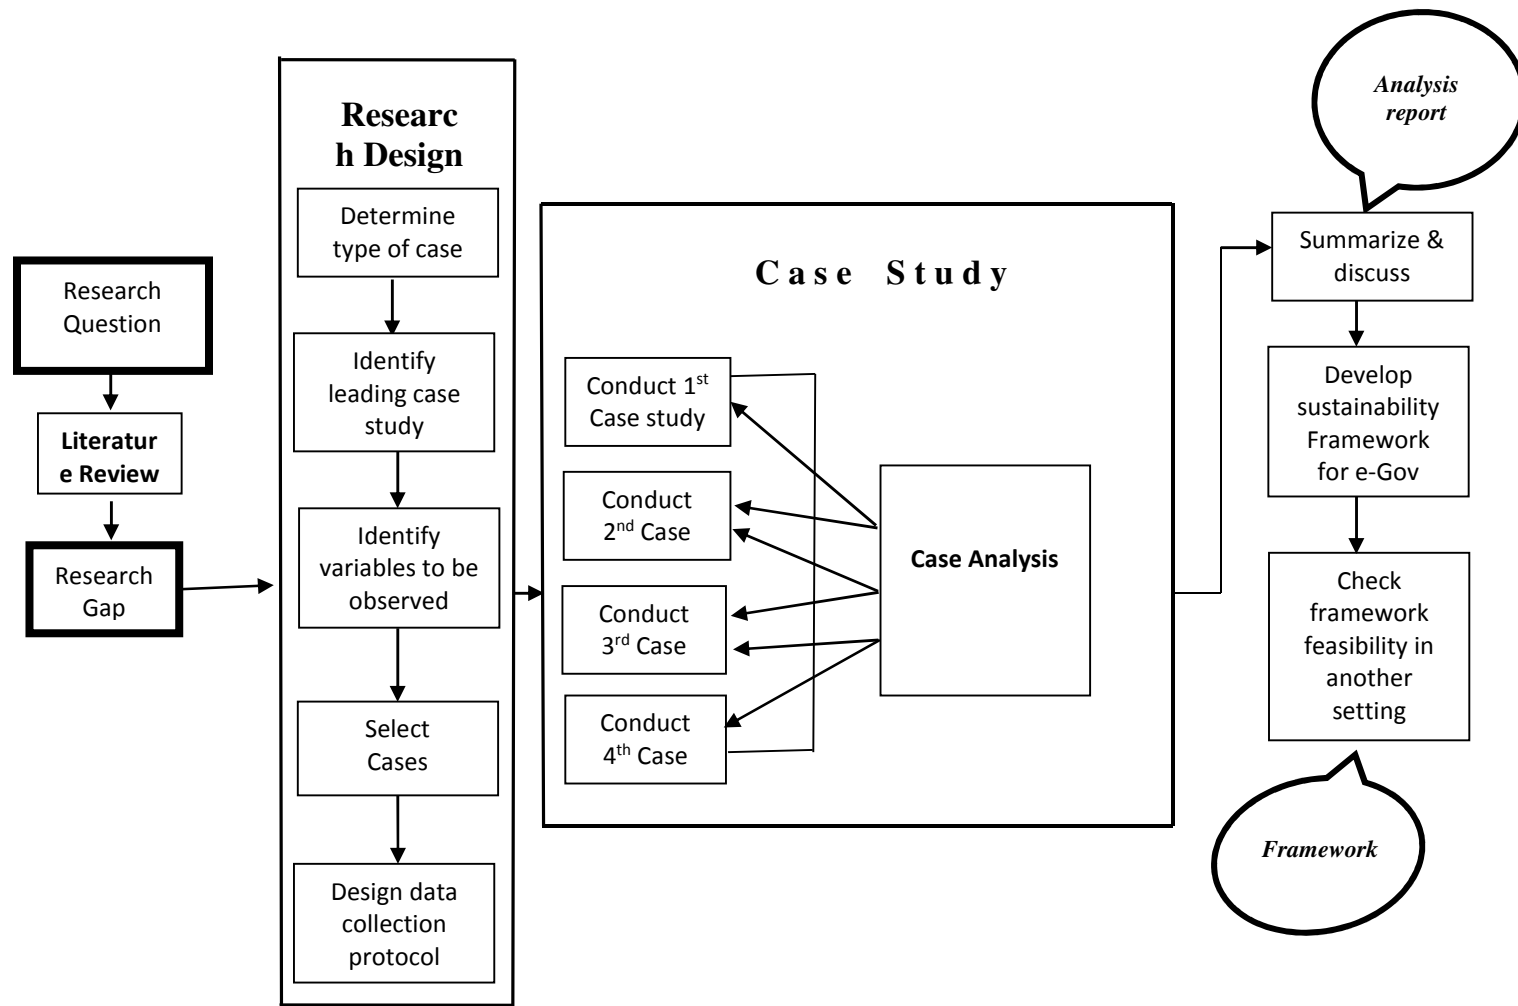 Research
Question
Literatur
e Review
Research
Gap
Researc
h Design
Determine
type of case
Identify
leading case
study
Identify
variables to be
observed
Select
Cases
Design data
collection
protocol
Case Study
Conduct 1st
Case study
Conduct
2nd Case
Conduct
3rd Case
Conduct
4th Case
Case Analysis
Analysis
report
Summarize &
discuss
Develop
sustainability
Framework
for e-Gov
Check
framework
feasibility in
another
setting
Framework